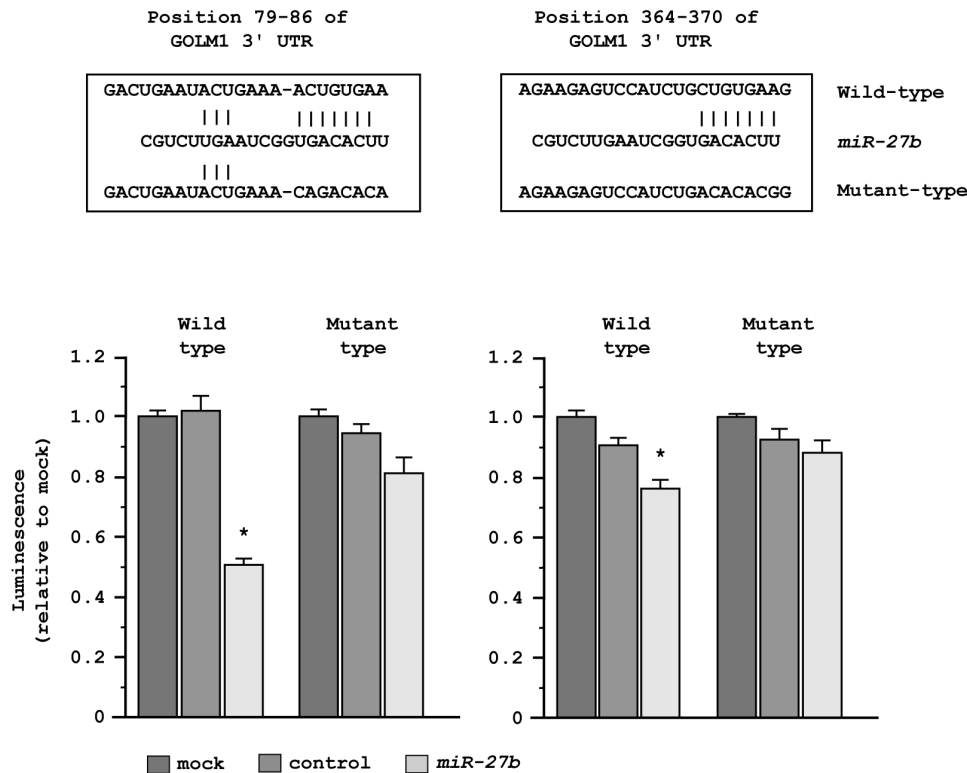 Position 79-86 of
GOLM1 3' UTR
GACUGAAUACUGAAA-ACUGUGAA
CGUCUUGAAUCGGUGACACUU
GACUGAAUACUGAAA-CAGACACA
Position 364-370 of
GOLM1 3' UTR
AGAAGAGUCCAUCUGCUGUGAAG
CGUCUUGAAUCGGUGACACUU
AGAAGAGUCCAUCUGACACACGG
Wild-type
miR-27b
Mutant-type
Luminescence
(relative to mock)
Wild
type
Mutant
type
1.2
1.0
0.8
0.6
0.4
0.2
0
*
Wild
type
Mutant
type
1.2
1.0
0.8
0.6
0.4
0.2
0
*
mock
control
miR-27b